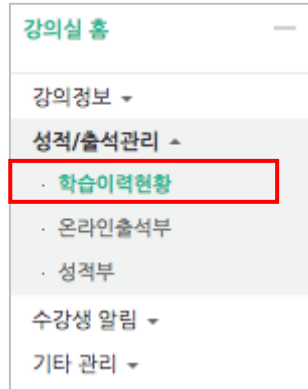 강의실 홈
강의정보
성적/출석관리
· 학습이력현황
· 온라인출석부
· 성적부
수강생 알림
기타 관리